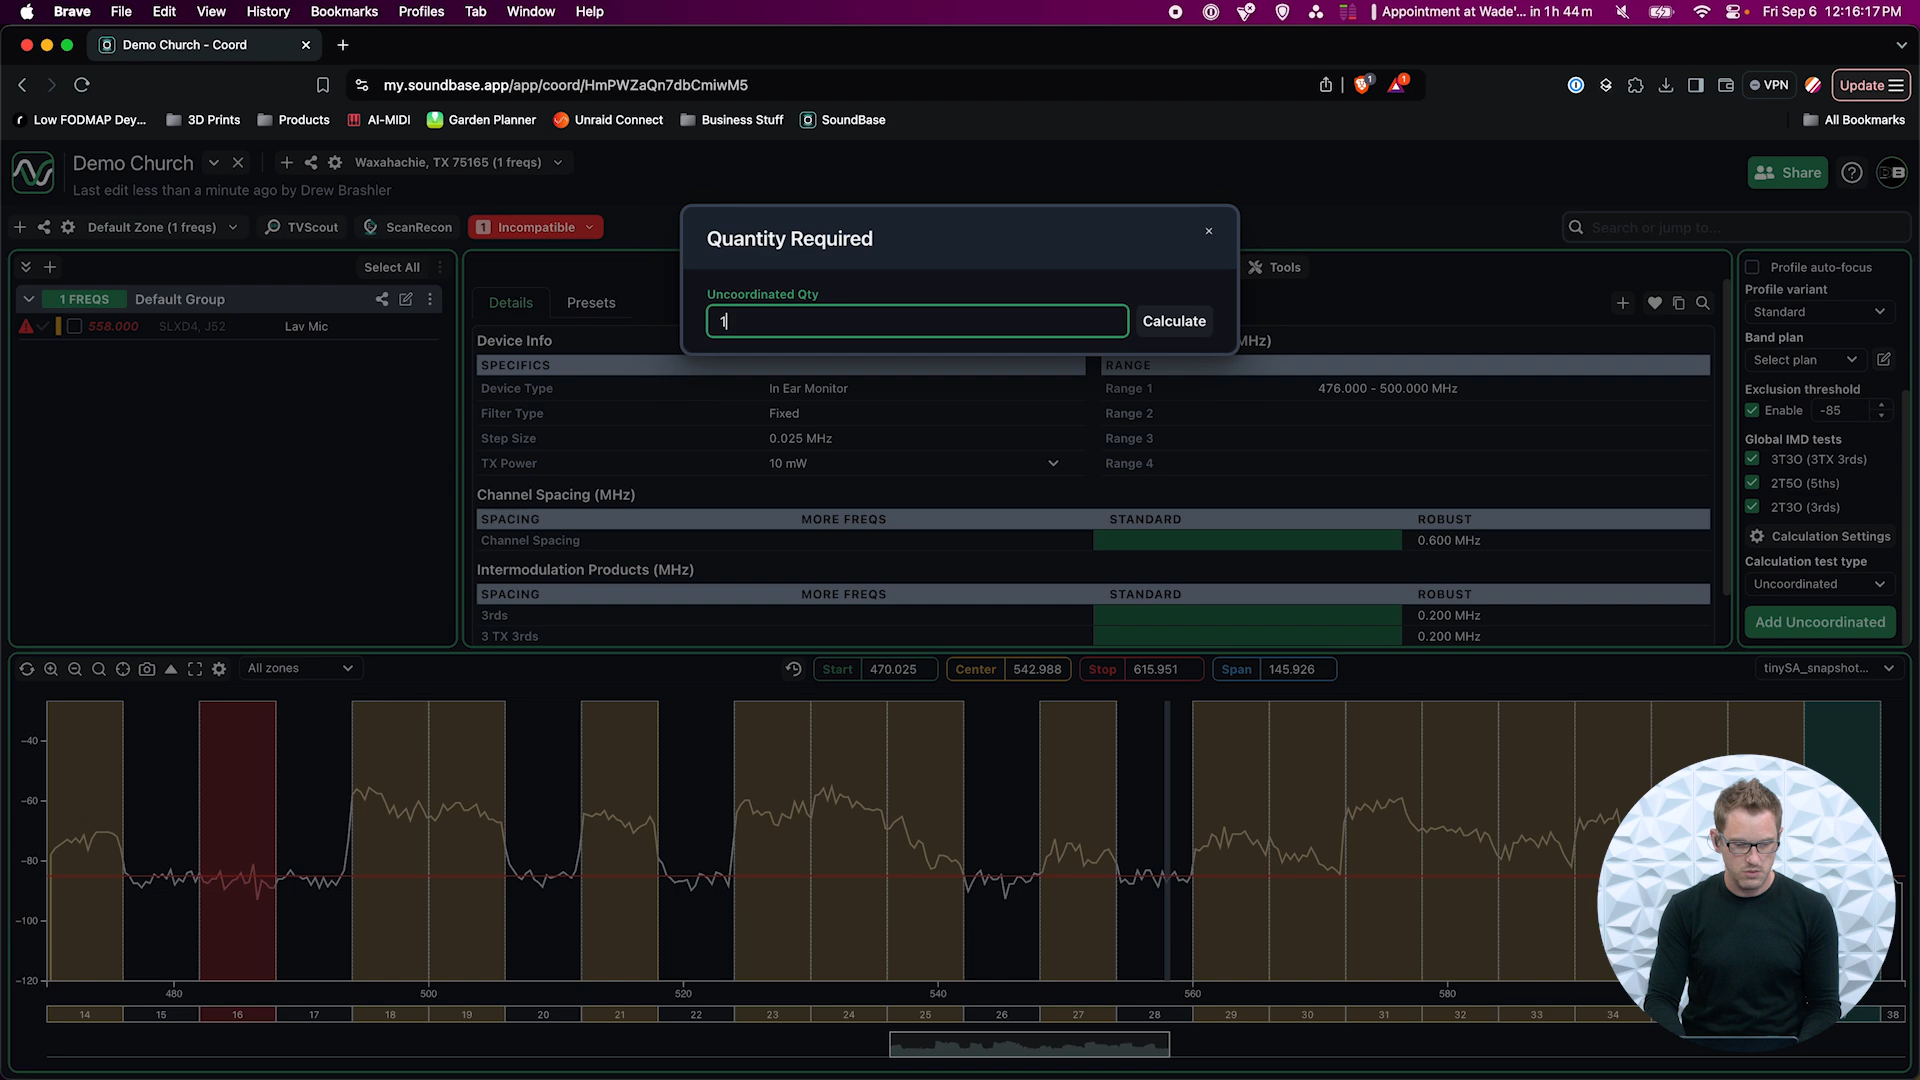 Brave File Edit View History Bookmarks Profiles Tab Window Help
Appointment at Wade'... in 1h 44m
Fri Sep 6 12:16:17 PM
Demo Church - Coord
my.soundbase.app/app/coord/HmPWZaQn7dbCmiwM5
1
1
VPN
Update
Low FODMAP Dey...
3D Prints
Products
AI-MIDI
Garden Planner
Unraid Connect
Business Stuff
SoundBase
All Bookmarks
Demo Church
Waxahachie, TX 75165 (1 freqs)
Last edit less than a minute ago by Drew Brashler
Share
Default Zone (1 freqs)
TVScout
ScanRecon
1 Incompatible
Search or jump to...
Quantity Required
Uncoordinated Qty
1
Calculate
Select All
1 FREQS Default Group
558.000 SLXD4, J52 Lav Mic
Tools
Details Presets
Device Info
MHz)
SPECIFICS
RANGE
Device Type In Ear Monitor
Range 1 476.000 - 500.000 MHz
Filter Type Fixed
Range 2
Step Size 0.025 MHz
Range 3
TX Power 10 mW
Range 4
Channel Spacing (MHz)
SPACING MORE FREQS STANDARD ROBUST
Channel Spacing 0.600 MHz
Intermodulation Products (MHz)
SPACING MORE FREQS STANDARD ROBUST
3rds 0.200 MHz
3 TX 3rds 0.200 MHz
Profile auto-focus
Profile variant
Standard
Band plan
Select plan
Exclusion threshold
Enable -85
Global IMD tests
3T3O (3TX 3rds)
2T5O (5ths)
2T3O (3rds)
Calculation Settings
Calculation test type
Uncoordinated
Add Uncoordinated
All zones
Start 470.025
Center 542.988
Stop 615.951
Span 145.926
tinySA_snapshot...
-40
-60
-80
-100
-120
480 500 520 540 560 580
14 15 16 17 18 19 20 21 22 23 24 25 26 27 28 29 30 31 32 33 34 38